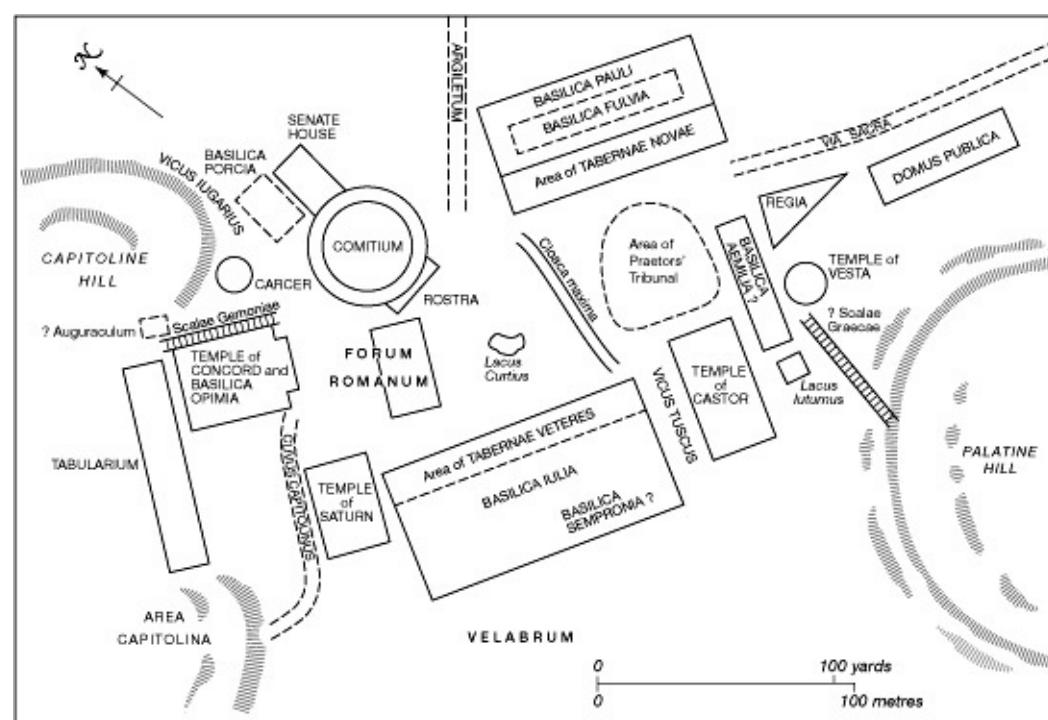 N
ARGILETUM
BASILICA PAULI
BASILICA FULVIA
Area of TABERNAE NOVAE
VIA SACRA
DOMUS PUBLICA
SENATE
HOUSE
BASILICA
PORCIA
VICUS IUGARIUS
COMITIUM
CAPITOLINE
HILL
CARCER
ROSTRA
Cloaca maxima
Area of
Praetors'
Tribunal
REGIA
BASILICA
AEMILIA ?
TEMPLE of
VESTA
? Scalae
Graecae
? Auguraculum
Scalae Gemoniae
TEMPLE of
CONCORD and
BASILICA
OPIMIA
FORUM
ROMANUM
Lacus
Curtius
VICUS TUSCUS
TEMPLE
of
CASTOR
Lacus
Iuturnus
PALATINE
HILL
TABULARIUM
CLIVUS CAPITOLINUS
TEMPLE
of
SATURN
Area of TABERNAE VETERES
BASILICA IULIA
BASILICA
SEMPRONIA ?
AREA
CAPITOLINA
VELABRUM
0 100 yards
0 100 metres